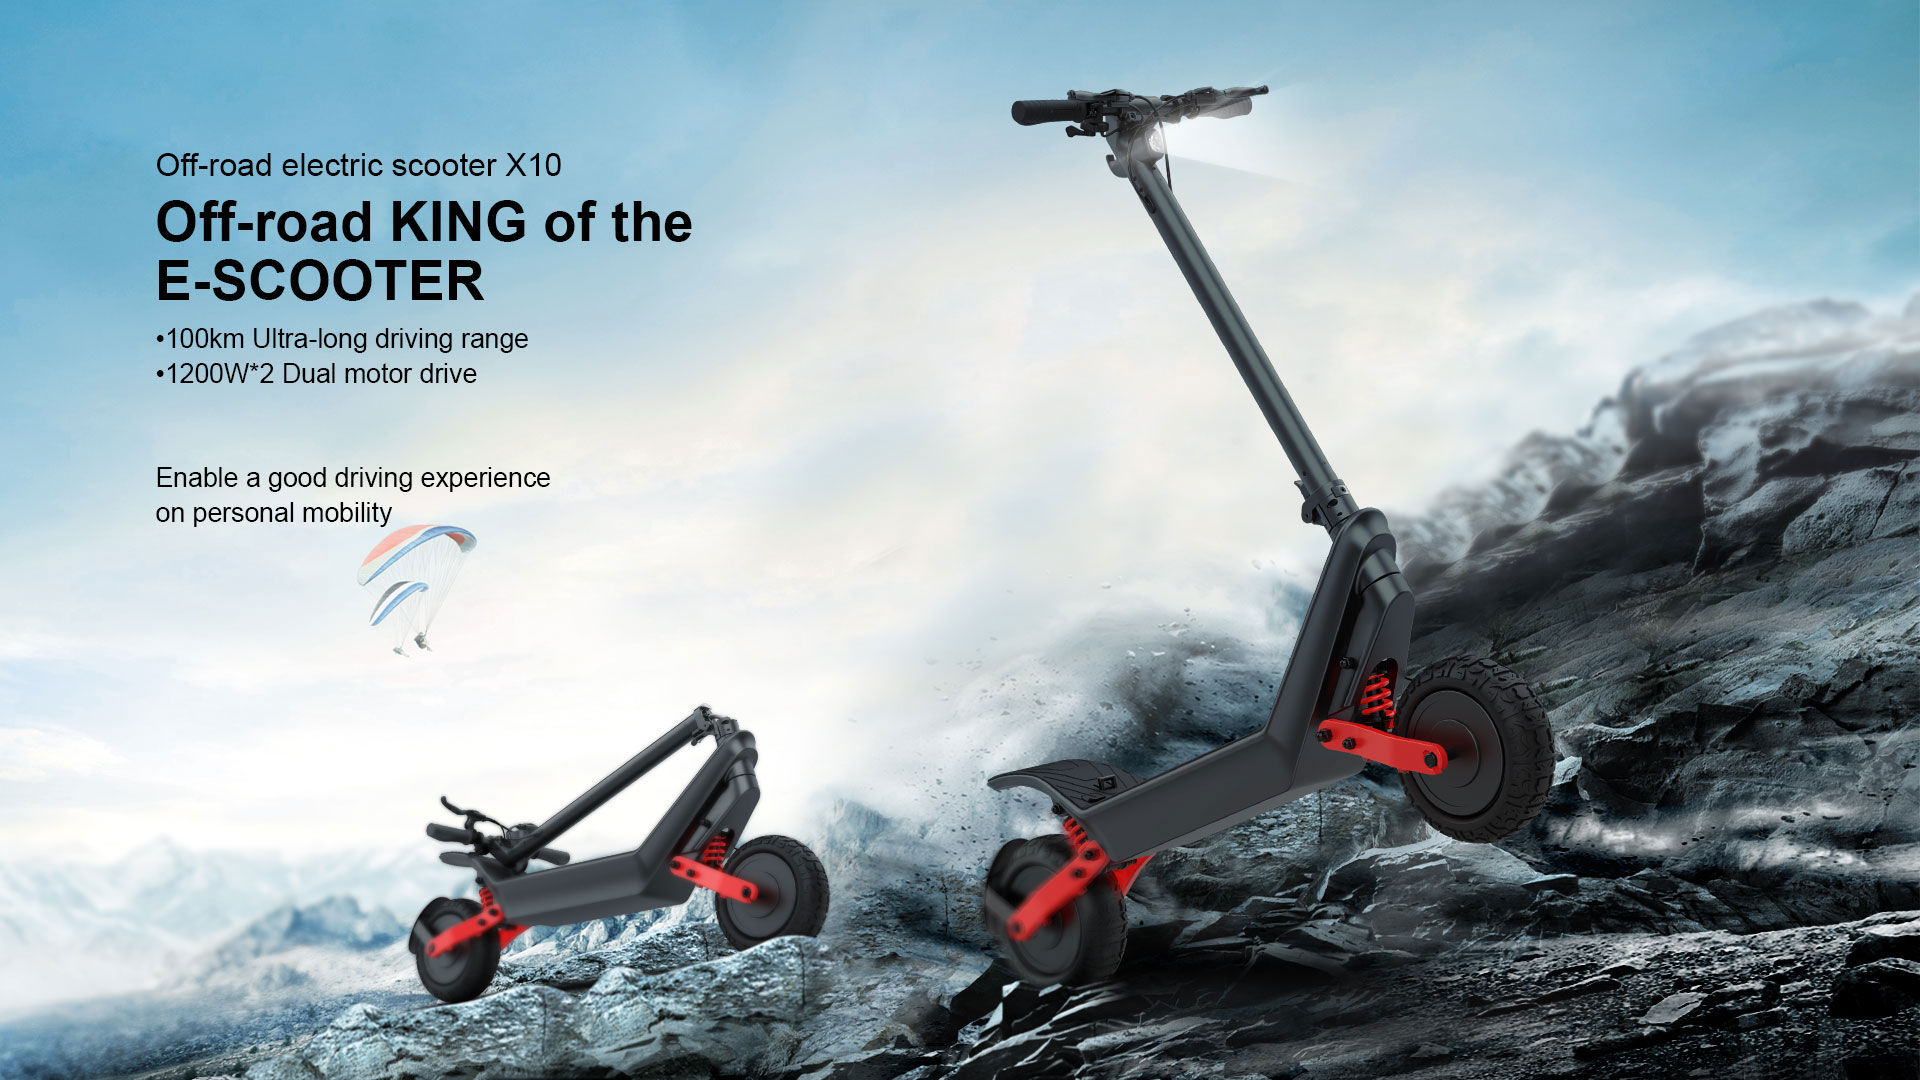 Off-road electric scooter X10
Off-road KING of the
E-SCOOTER
•100km Ultra-long driving range
•1200W*2 Dual motor drive
Enable a good driving experience
on personal mobility